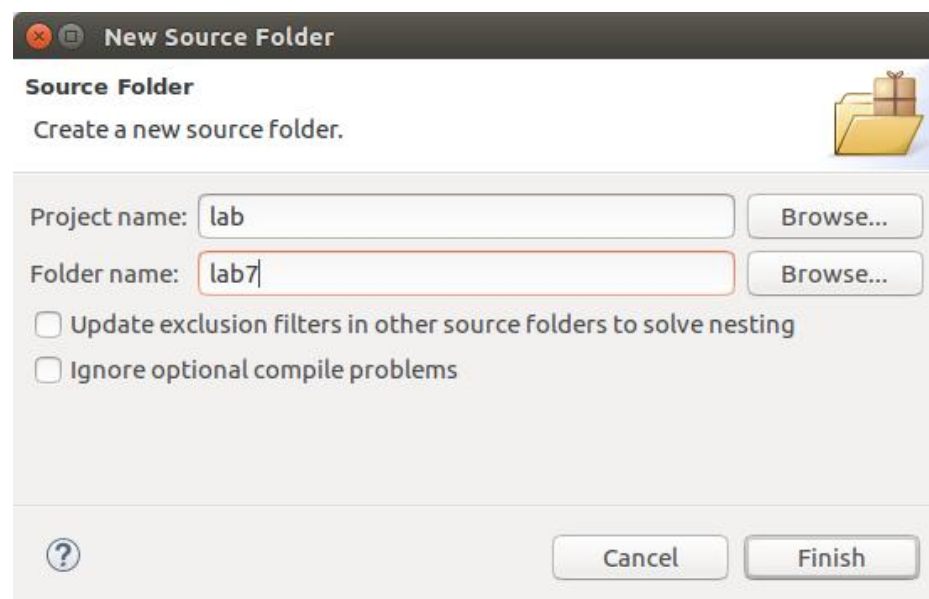 New Source Folder
Source Folder
Create a new source folder.
Project name: lab Browse...
Folder name: lab7 Browse...
Update exclusion filters in other source folders to solve nesting
Ignore optional compile problems
? Cancel Finish